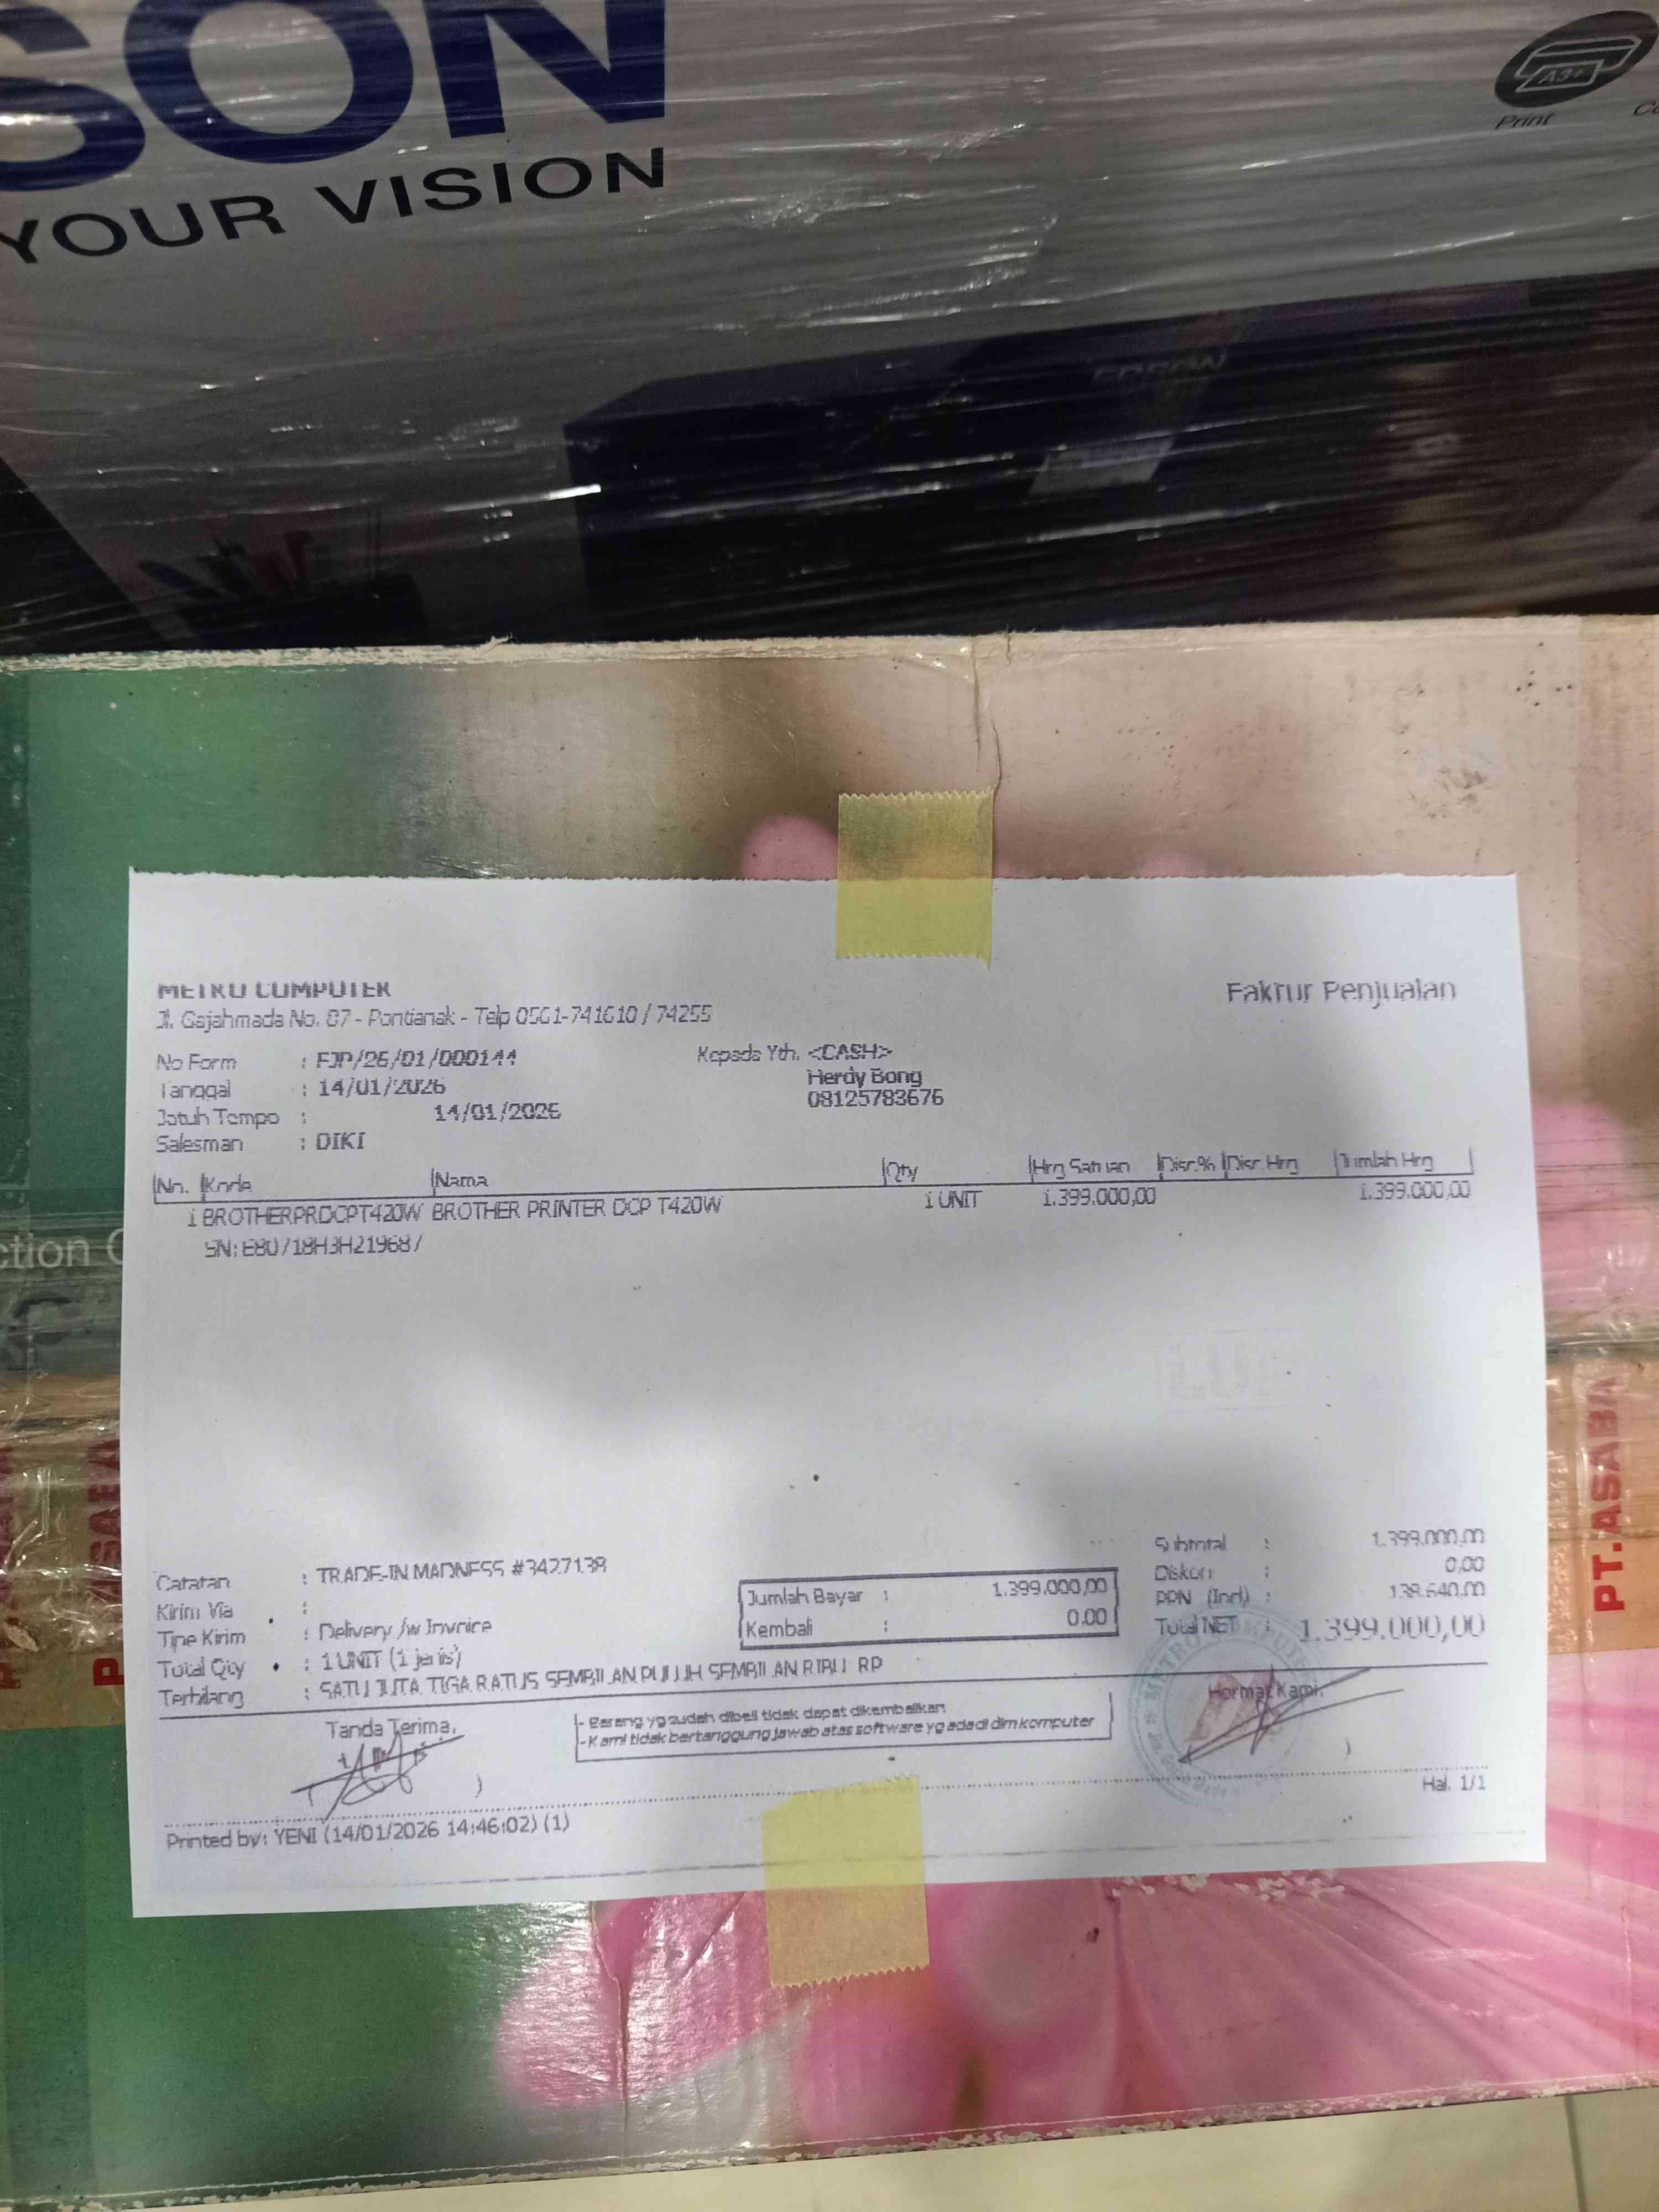 SON
YOUR VISION
A3+
Print
EPSON
METRO COMPUTER
Faktur Penjualan
Jl. Gajahmada No. 87 - Pontianak - Telp 0561-741610 / 74255
No Form : FJP/26/01/000144
Kepada Yth. <CASH>
Tanggal : 14/01/2026
Herdy Bong
Jatuh Tempo : 14/01/2026
08125783676
Salesman : DIKI
No. Kode Nama Qty Hrg Satuan Disc% Disc.Hrg Jumlah Hrg
1 BROTHERPRDCPT420W BROTHER PRINTER DCP T420W 1 UNIT 1.399.000,00 1.399.000,00
SN: E80718H3H219687
ction
Subtotal : 1.399.000,00
Catatan : TRADE-IN MADNESS #3427138
Diskon : 0,00
Kirim Via :
Jumlah Bayar : 1.399.000,00
PPN (Incl) : 138.640,00
Tipe Kirim : Delivery /w Invoice
Kembali : 0,00
Total NET : 1.399.000,00
Total Qty : 1 UNIT (1 jenis)
Terbilang : SATU JUTA TIGA RATUS SEMBILAN PULUH SEMBILAN RIBU RP
Tanda Terima,
- Barang yg sudah dibeli tidak dapat dikembalikan
- Kami tidak bertanggung jawab atas software yg ada di dlm komputer
Hormat Kami,
METRO COMPUTER
Hal. 1/1
Printed by: YENI (14/01/2026 14:46:02) (1)
PT.ASABA